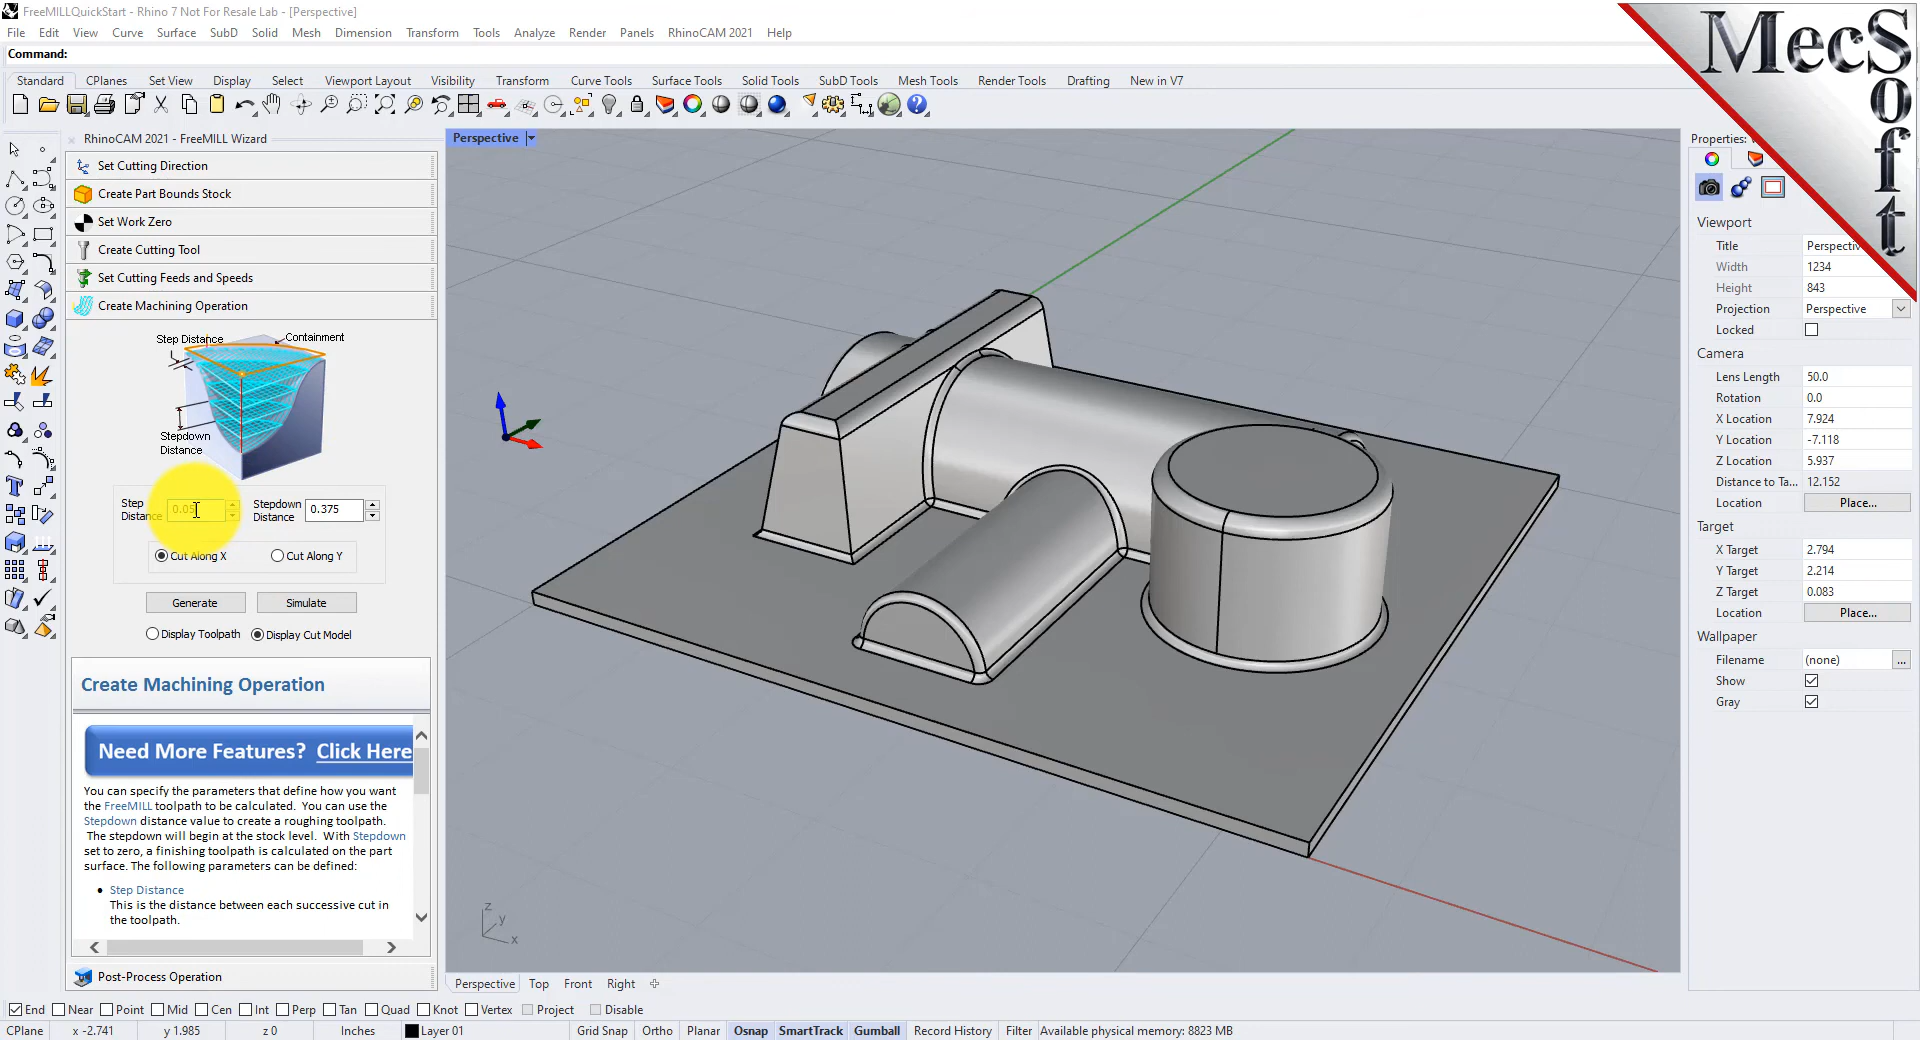 FreeMILLQuickStart - Rhino 7 Not For Resale Lab - [Perspective]
File Edit View Curve Surface SubD Solid Mesh Dimension Transform Tools Analyze Render Panels RhinoCAM 2021 Help
Command:
Standard CPlanes Set View Display Select Viewport Layout Visibility Transform Curve Tools Surface Tools Solid Tools SubD Tools Mesh Tools Render Tools Drafting New in V7
MecSoft
RhinoCAM 2021 - FreeMILL Wizard
Set Cutting Direction
Create Part Bounds Stock
Set Work Zero
Create Cutting Tool
Set Cutting Feeds and Speeds
Create Machining Operation
Step Distance Containment
Stepdown
Distance
Step
Distance 0.05 Stepdown
Distance 0.375
Cut Along X Cut Along Y
Generate Simulate
Display Toolpath Display Cut Model
Create Machining Operation
Need More Features? Click Here
You can specify the parameters that define how you want
the FreeMILL toolpath to be calculated. You can use the
Stepdown distance value to create a roughing toolpath.
The stepdown will begin at the stock level. With Stepdown
set to zero, a finishing toolpath is calculated on the part
surface. The following parameters can be defined:
• Step Distance
This is the distance between each successive cut in
the toolpath.
Post-Process Operation
Perspective
z
y
x
Perspective Top Front Right
Properties:
Viewport
Title Perspectiv
Width 1234
Height 843
Projection Perspective
Locked
Camera
Lens Length 50.0
Rotation 0.0
X Location 7.924
Y Location -7.118
Z Location 5.937
Distance to Ta... 12.152
Location Place...
Target
X Target 2.794
Y Target 2.214
Z Target 0.083
Location Place...
Wallpaper
Filename (none) ...
Show
Gray
End Near Point Mid Cen Int Perp Tan Quad Knot Vertex Project Disable
CPlane x -2.741 y 1.985 z 0 Inches Layer 01 Grid Snap Ortho Planar Osnap SmartTrack Gumball Record History Filter Available physical memory: 8823 MB